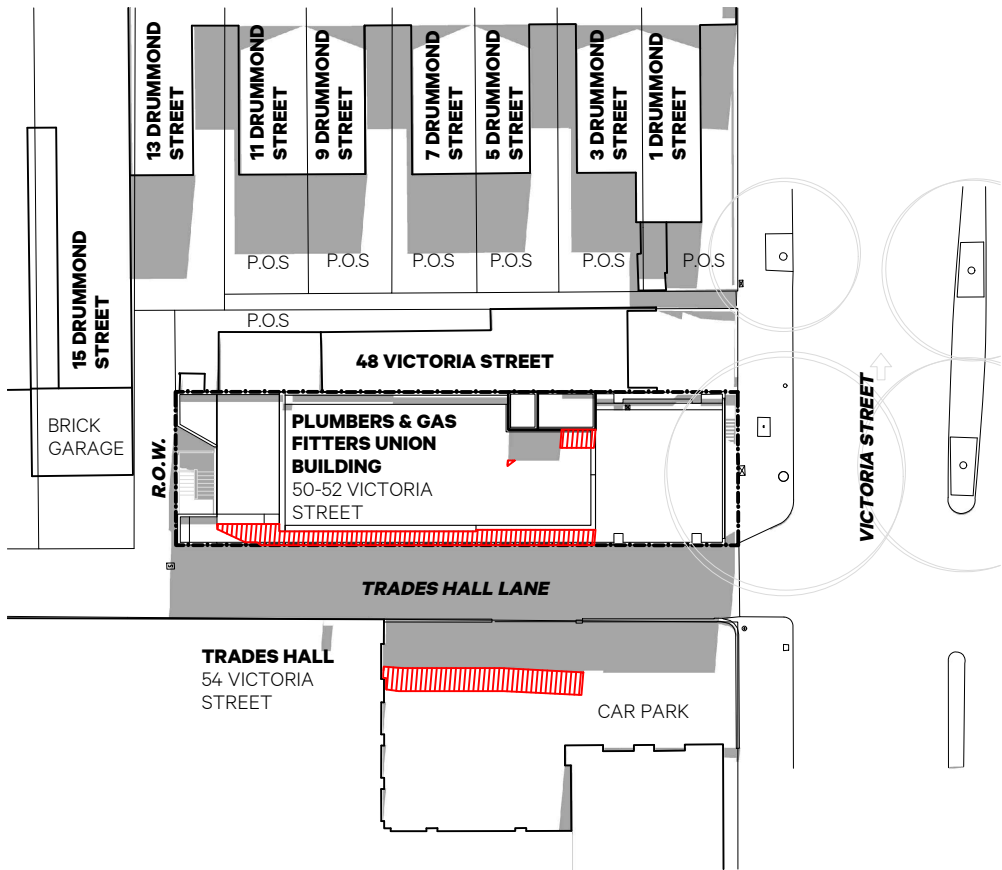 13 DRUMMOND
STREET
11 DRUMMOND
STREET
9 DRUMMOND
STREET
7 DRUMMOND
STREET
5 DRUMMOND
STREET
3 DRUMMOND
STREET
1 DRUMMOND
STREET
15 DRUMMOND
STREET
P.O.S
P.O.S
P.O.S
P.O.S
P.O.S
P.O.S
P.O.S
48 VICTORIA STREET
BRICK
GARAGE
R.O.W.
PLUMBERS & GAS
FITTERS UNION
BUILDING
50-52 VICTORIA
STREET
VICTORIA STREET
TRADES HALL LANE
TRADES HALL
54 VICTORIA
STREET
CAR PARK